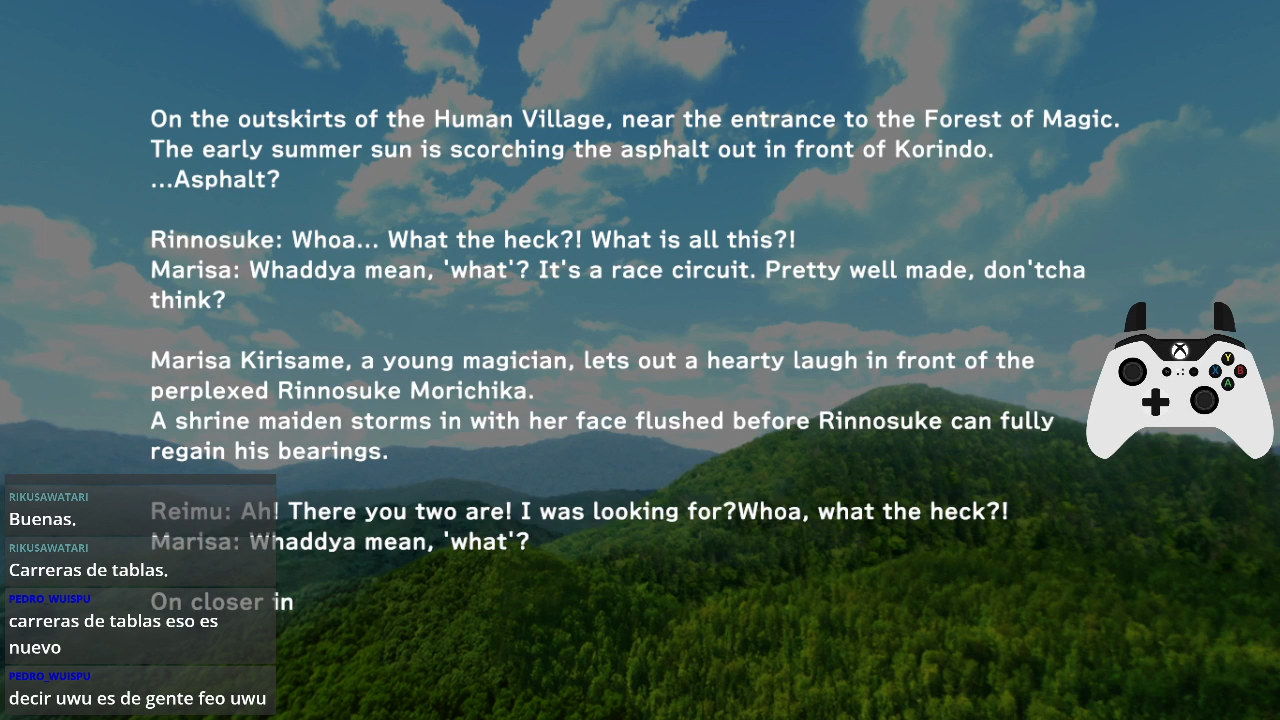 On the outskirts of the Human Village, near the entrance to the Forest of Magic.
The early summer sun is scorching the asphalt out in front of Korindo.
...Asphalt?
Rinnosuke: Whoa... What the heck?! What is all this?!
Marisa: Whaddya mean, 'what'? It's a race circuit. Pretty well made, don'tcha
think?
Marisa Kirisame, a young magician, lets out a hearty laugh in front of the
perplexed Rinnosuke Morichika.
A shrine maiden storms in with her face flushed before Rinnosuke can fully
regain his bearings.
Reimu: Ah! There you two are! I was looking for?Whoa, what the heck?!
Marisa: Whaddya mean, 'what'?
On closer in
RIKUSAWATARI
Buenas.
RIKUSAWATARI
Carreras de tablas.
PEDRO_WUISPU
carreras de tablas eso es
nuevo
PEDRO_WUISPU
decir uwu es de gente feo uwu
Y
X
B
A